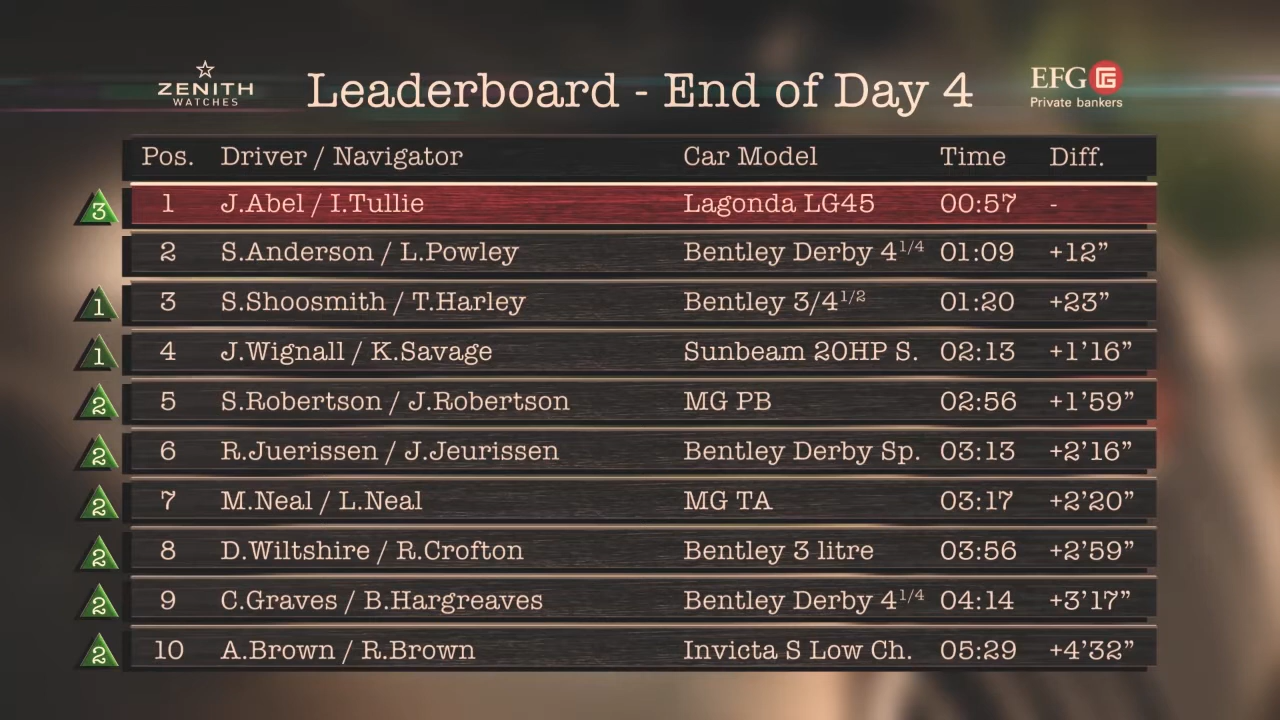 ZENITH
WATCHES
Leaderboard - End of Day 4
EFG
Private bankers
Pos. Driver / Navigator Car Model Time Diff.
3 1 J.Abel / I.Tullie Lagonda LG45 00:57 -
2 S.Anderson / L.Powley Bentley Derby 4 1/4 01:09 +12”
1 3 S.Shoosmith / T.Harley Bentley 3/4 1/2 01:20 +23”
1 4 J.Wignall / K.Savage Sunbeam 20HP S. 02:13 +1’16”
2 5 S.Robertson / J.Robertson MG PB 02:56 +1’59”
2 6 R.Juerissen / J.Jeurissen Bentley Derby Sp. 03:13 +2’16”
2 7 M.Neal / L.Neal MG TA 03:17 +2’20”
2 8 D.Wiltshire / R.Crofton Bentley 3 litre 03:56 +2’59”
2 9 C.Graves / B.Hargreaves Bentley Derby 4 1/4 04:14 +3’17”
2 10 A.Brown / R.Brown Invicta S Low Ch. 05:29 +4’32”